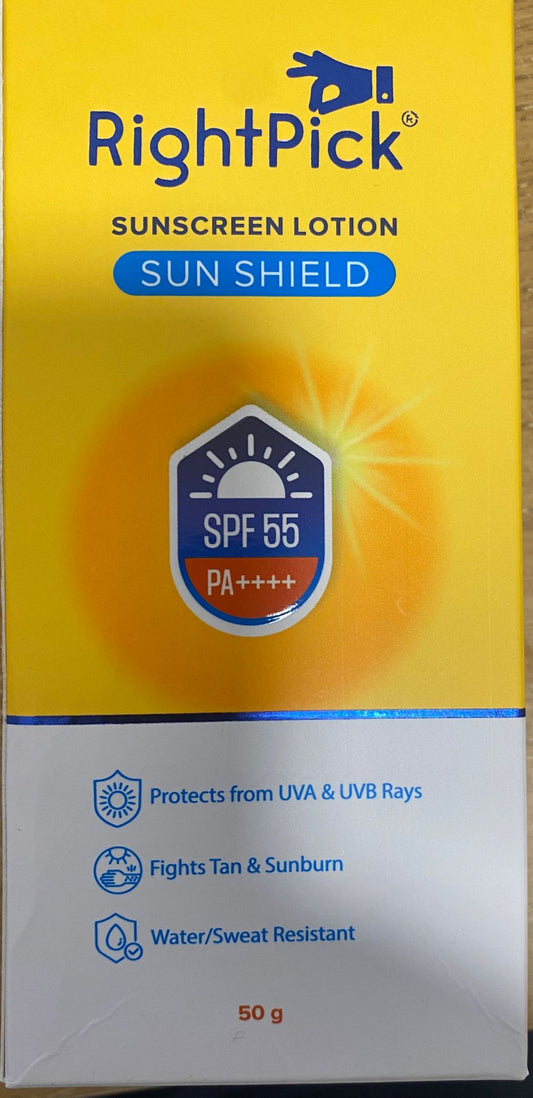 RightPick®
SUNSCREEN LOTION
SUN SHIELD
SPF 55
PA++++
Protects from UVA & UVB Rays
Fights Tan & Sunburn
Water/Sweat Resistant
50 g